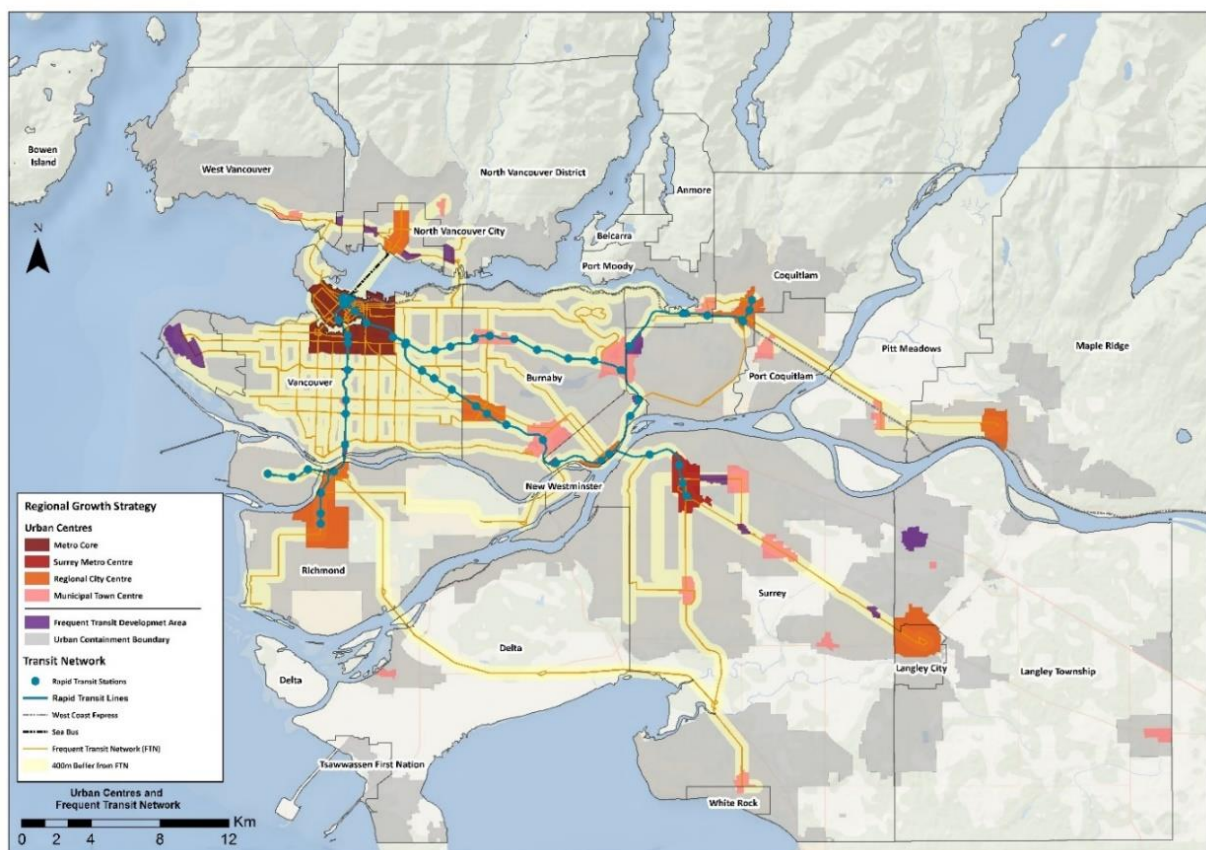 Bowen
Island
West Vancouver
North Vancouver District
Anmore
N
North Vancouver City
Belcarra
Port Moody
Coquitlam
Pitt Meadows
Maple Ridge
Vancouver
Burnaby
Port Coquitlam
New Westminster
Richmond
Surrey
Delta
Delta
Langley City
Langley Township
Tsawwassen First Nation
White Rock
Regional Growth Strategy
Urban Centres
Metro Core
Surrey Metro Centre
Regional City Centre
Municipal Town Centre
Frequent Transit Developmet Area
Urban Containment Boundary
Transit Network
Rapid Transit Stations
Rapid Transit Lines
West Coast Express
Sea Bus
Frequent Transit Network (FTN)
400m Buffer from FTN
Urban Centres and
Frequent Transit Network
Km
0 2 4 8 12